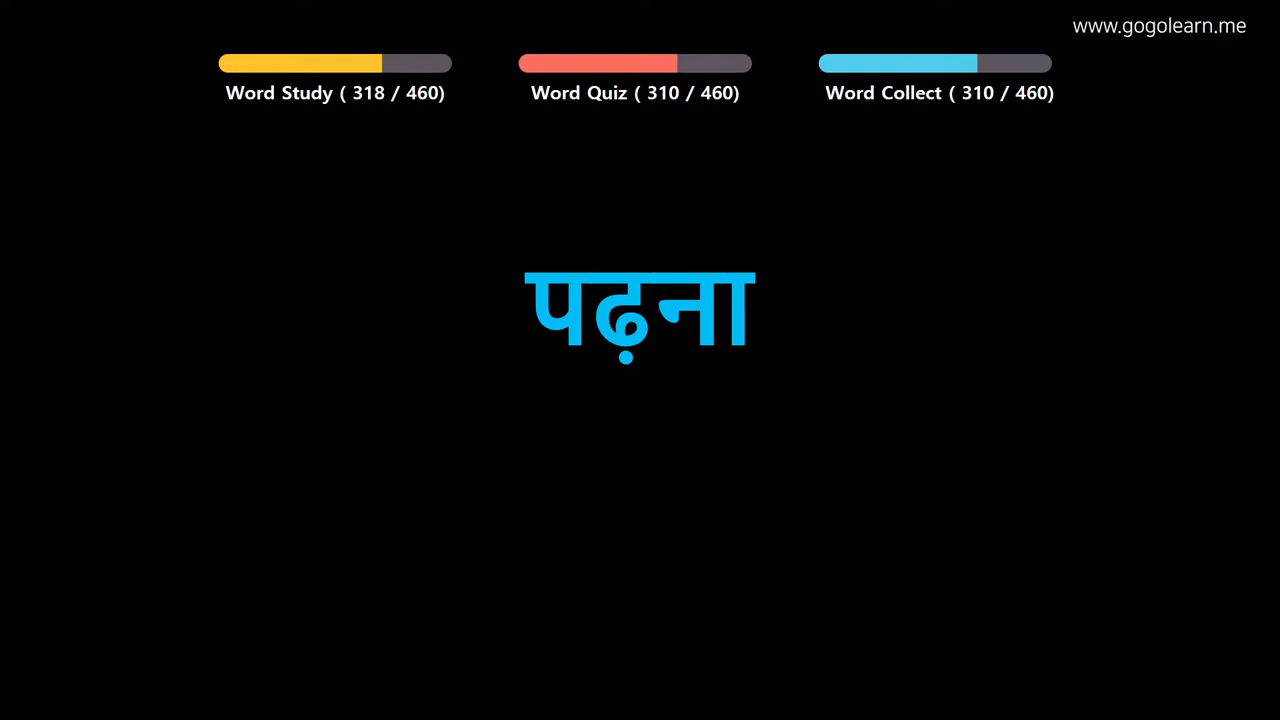 www.gogolearn.me
Word Study ( 318 / 460)
Word Quiz ( 310 / 460)
Word Collect ( 310 / 460)
पढ़ना